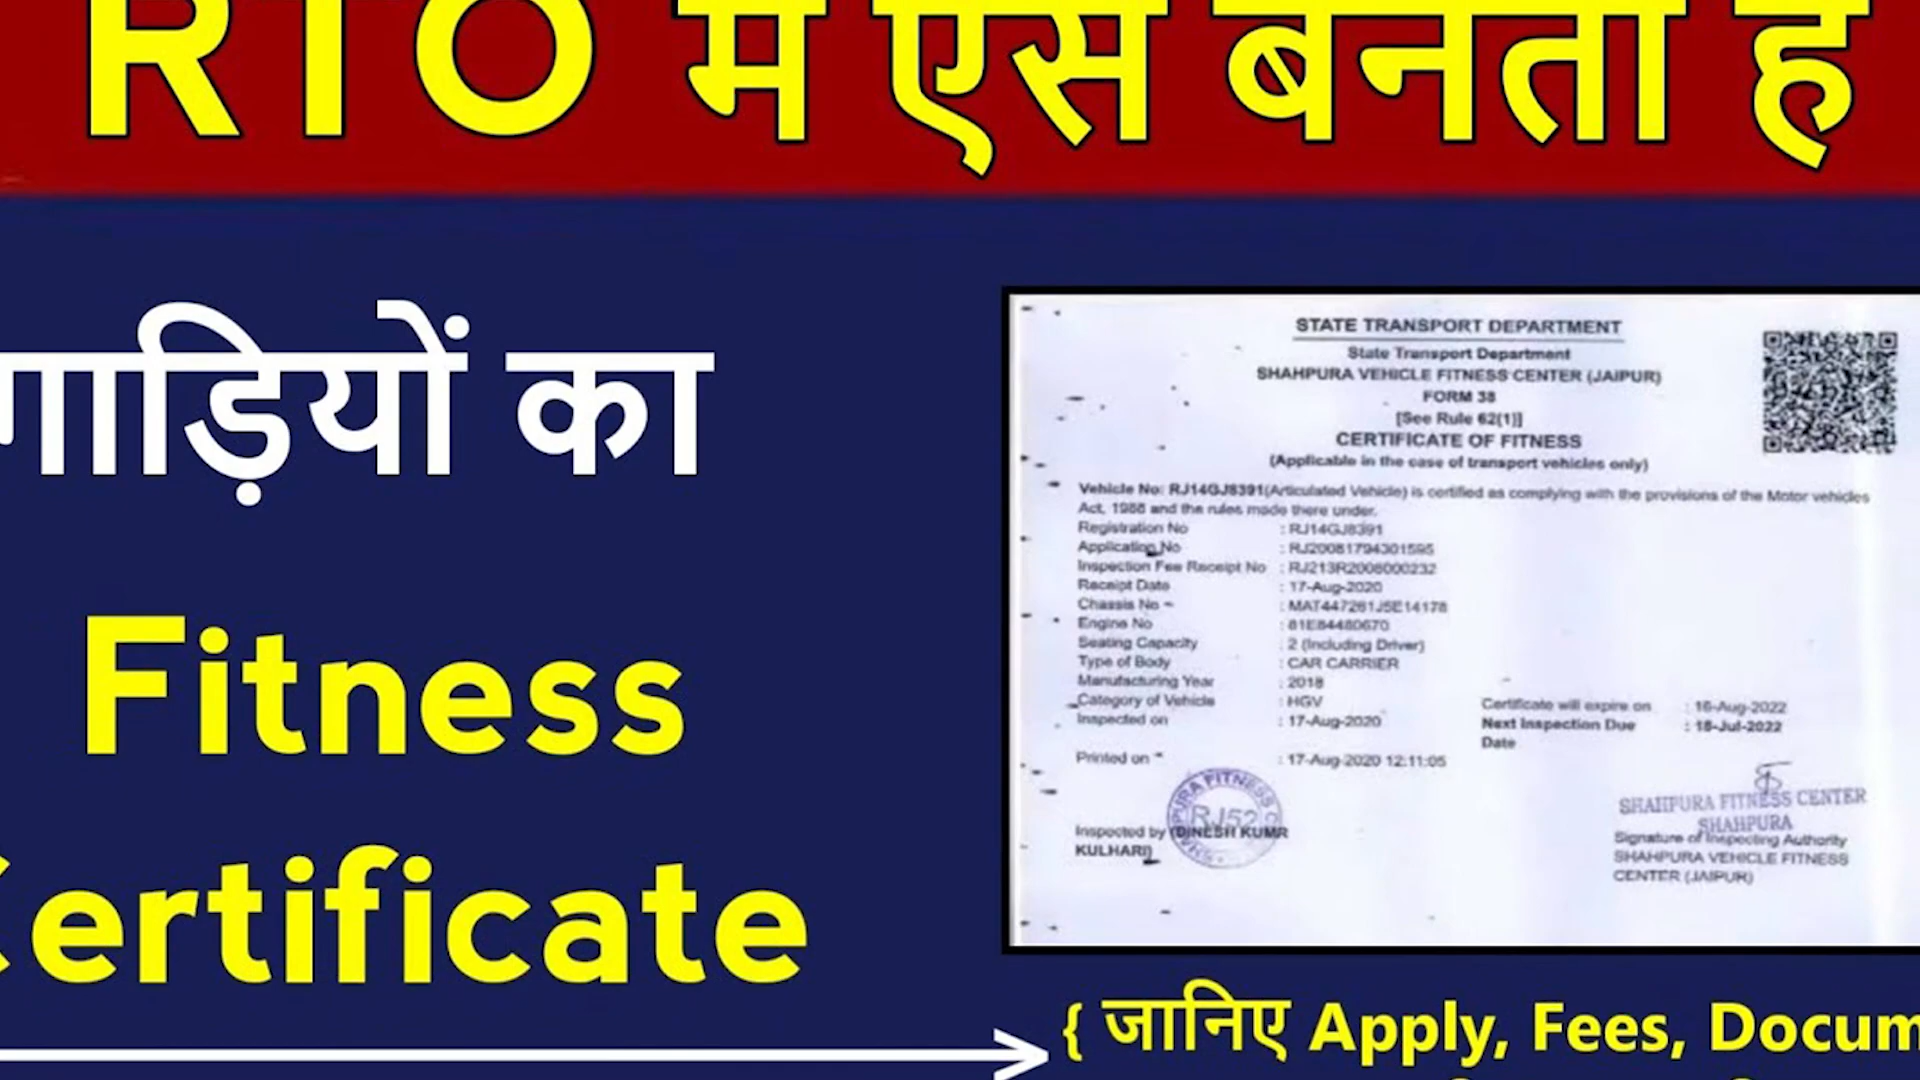 RTO में ऐसे बनता है
गाड़ियों का
Fitness
Certificate
STATE TRANSPORT DEPARTMENT
State Transport Department
SHAHPURA VEHICLE FITNESS CENTER (JAIPUR)
FORM 38
[See Rule 62(1)]
CERTIFICATE OF FITNESS
(Applicable in the case of transport vehicles only)
Vehicle No: RJ14GJ8391(Articulated Vehicle) is certified as complying with the provisions of the Motor vehicles
Act, 1988 and the rules made there under.
Registration No : RJ14GJ8391
Application No : RJ20081794301595
Inspection Fee Receipt No : RJ213R2008000232
Receipt Date : 17-Aug-2020
Chassis No : MAT447261J5E14178
Engine No : 81E84480670
Seating Capacity : 2 (Including Driver)
Type of Body : CAR CARRIER
Manufacturing Year : 2018
Category of Vehicle : HGV Certificate will expire on : 16-Aug-2022
Inspected on : 17-Aug-2020 Next Inspection Due : 18-Jul-2022
Date
Printed on : 17-Aug-2020 12:11:05
RJ52
SHAHPURA FITNESS CENTER
SHAHPURA
Inspected by (DINESH KUMR Signature of Inspecting Authority
KULHARI) SHAHPURA VEHICLE FITNESS
CENTER (JAIPUR)
{ जानिए Apply, Fees, Docum